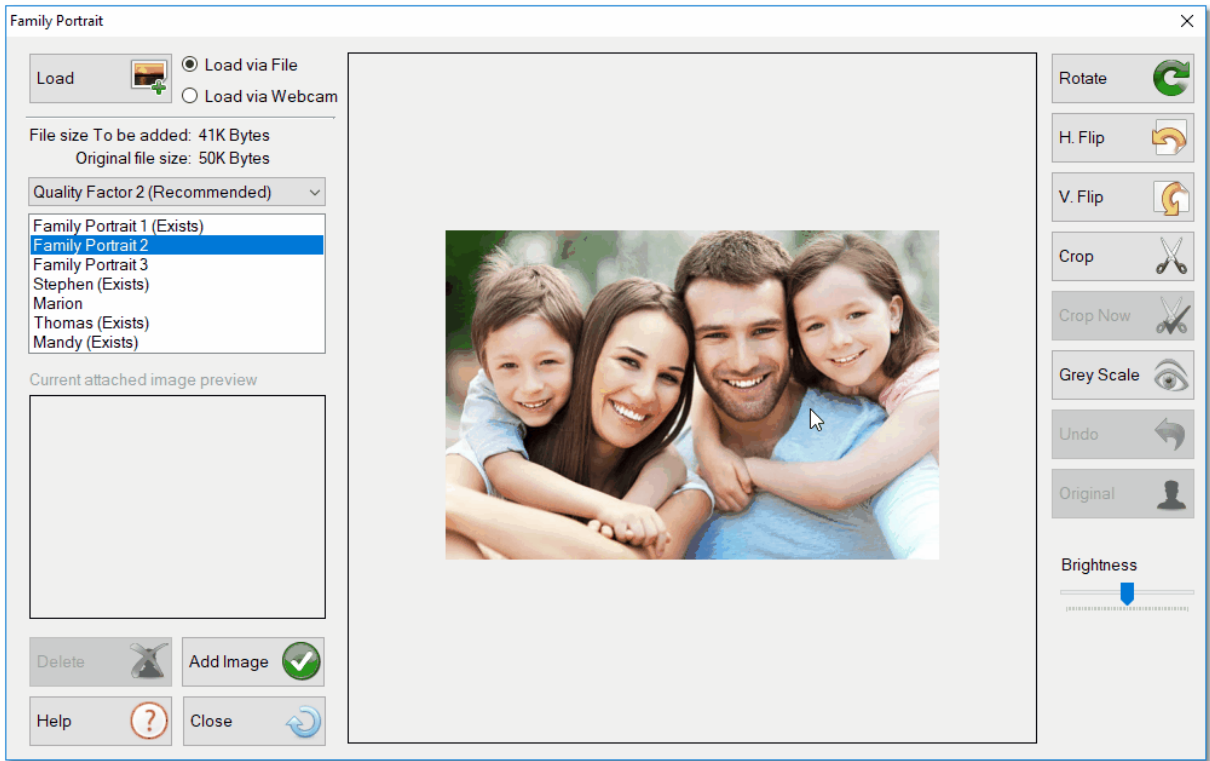 Family Portrait
Load
Load via File
Load via Webcam
File size To be added: 41K Bytes
Original file size: 50K Bytes
Quality Factor 2 (Recommended)
Family Portrait 1 (Exists)
Family Portrait 2
Family Portrait 3
Stephen (Exists)
Marion
Thomas (Exists)
Mandy (Exists)
Current attached image preview
Delete
Add Image
Help
?
Close
Rotate
H. Flip
V. Flip
Crop
Crop Now
Grey Scale
Undo
Original
Brightness